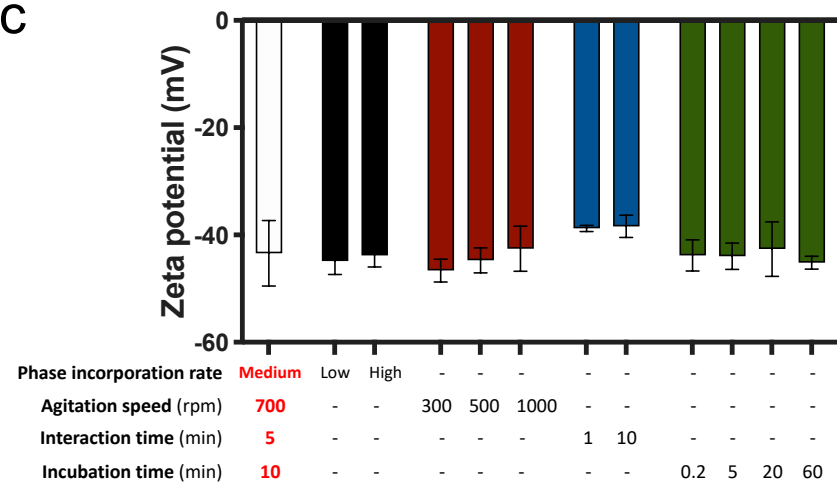 C
Zeta potential (mV)
0
-20
-40
-60
Phase incorporation rate Medium Low High - - - - - - - - -
Agitation speed (rpm) 700 - - 300 500 1000 - - - - - -
Interaction time (min) 5 - - - - - 1 10 - - - -
Incubation time (min) 10 - - - - - - - 0.2 5 20 60